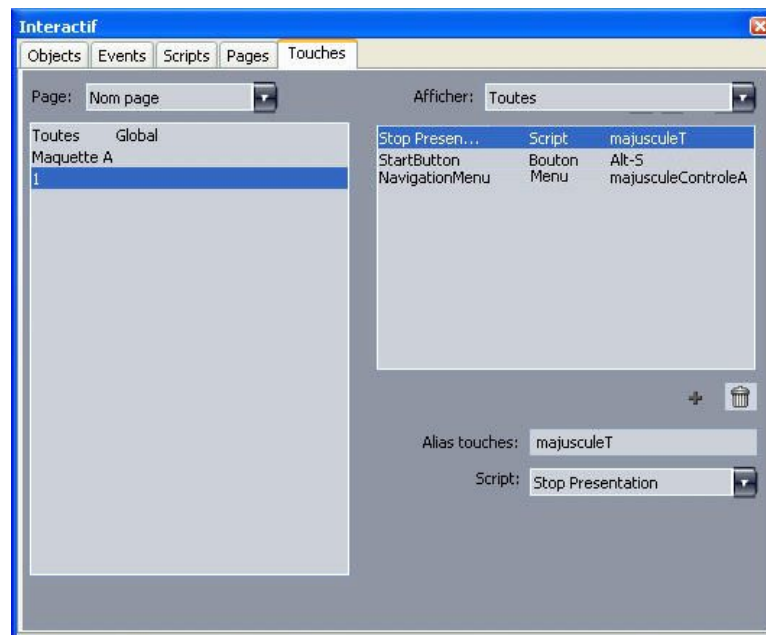 Interactif
Objects Events Scripts Pages Touches
Page: Nom page
Afficher: Toutes
Toutes Global
Maquette A
1
Stop Presen... Script majusculeT
StartButton Bouton Alt-S
NavigationMenu Menu majusculeControleA
Alias touches: majusculeT
Script: Stop Presentation